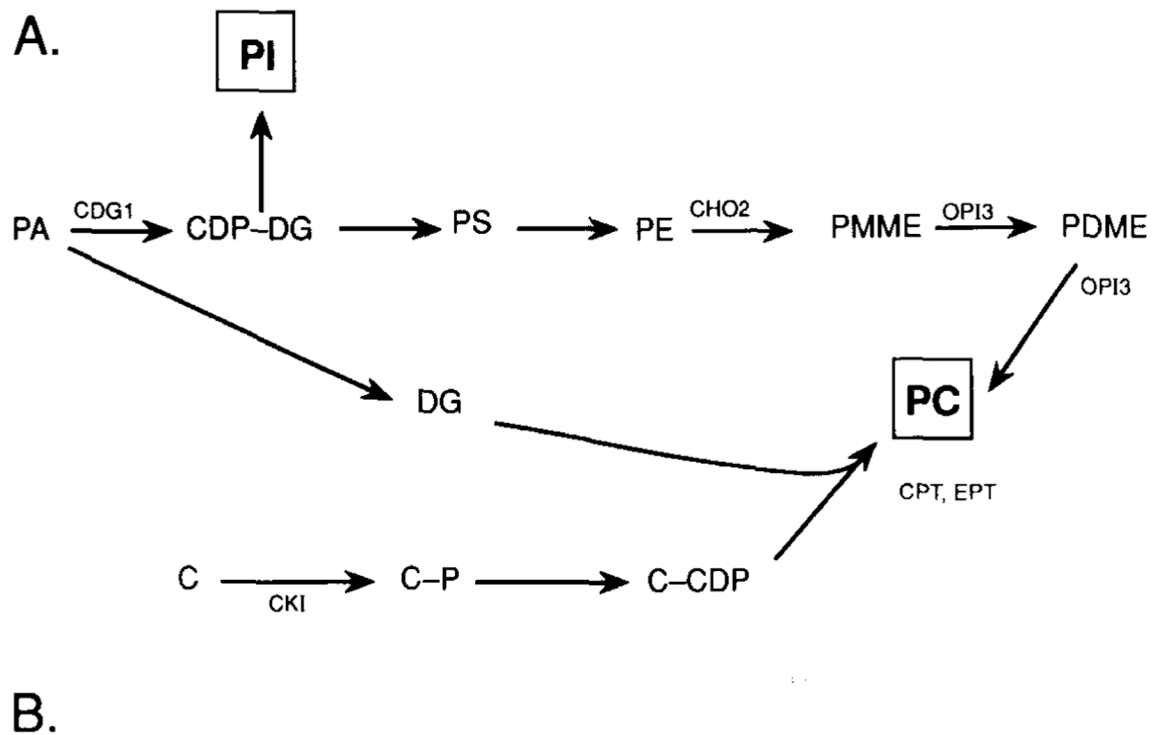 A.
PI
PA CDG1 CDP–DG PS PE CHO2 PMME OPI3 PDME
OPI3
DG
PC
CPT, EPT
C CKI C–P C–CDP
B.